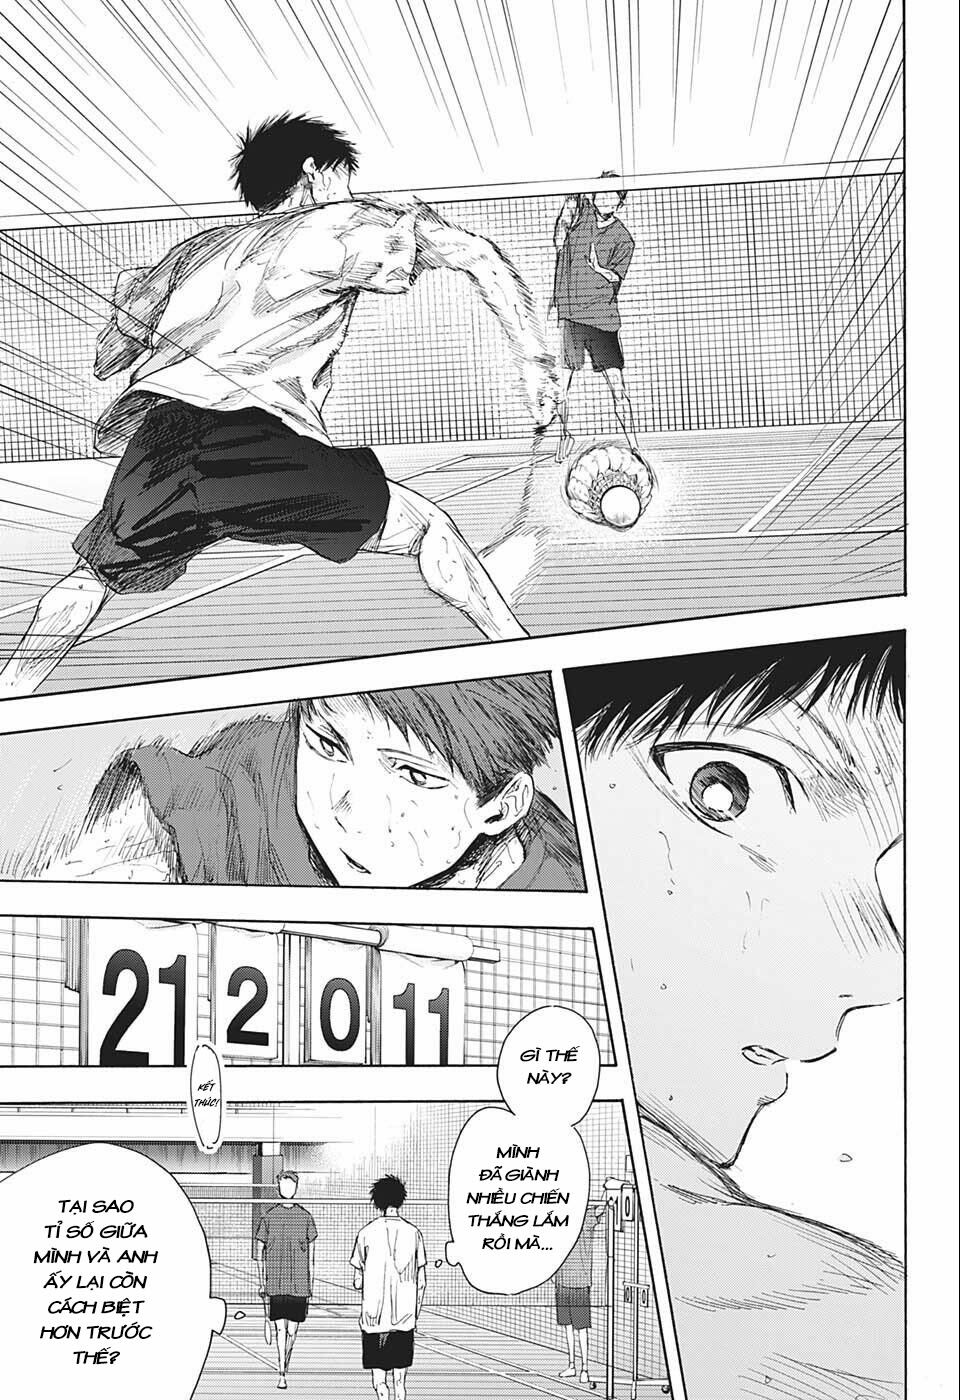 21 2 0 11
KẾT
THÚC!
GÌ THẾ
NÀY?
MÌNH
ĐÃ GIÀNH
NHIỀU CHIẾN
THẮNG LẮM
RỒI MÀ...
TẠI SAO
TỈ SỐ GIỮA
MÌNH VÀ ANH
ẤY LẠI CÒN
CÁCH BIỆT
HƠN TRƯỚC
THẾ?